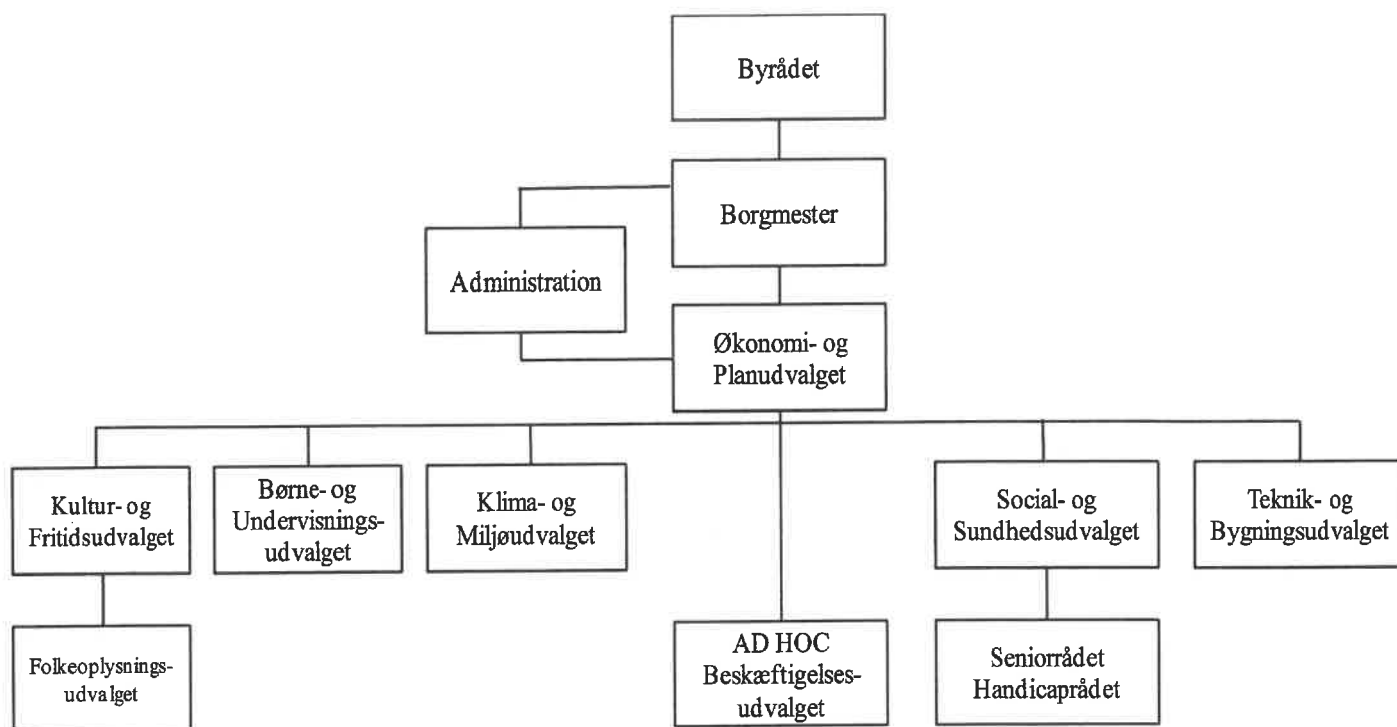 Byrådet
Borgmester
Administration
Økonomi- og
Planudvalget
Kultur- og
Fritidsudvalget
Børne- og
Undervisnings-
udvalget
Klima- og
Miljøudvalget
Social- og
Sundhedsudvalget
Teknik- og
Bygningsudvalget
Folkeoplysnings-
udvalget
AD HOC
Beskæftigelses-
udvalget
Seniorrådet
Handicaprådet